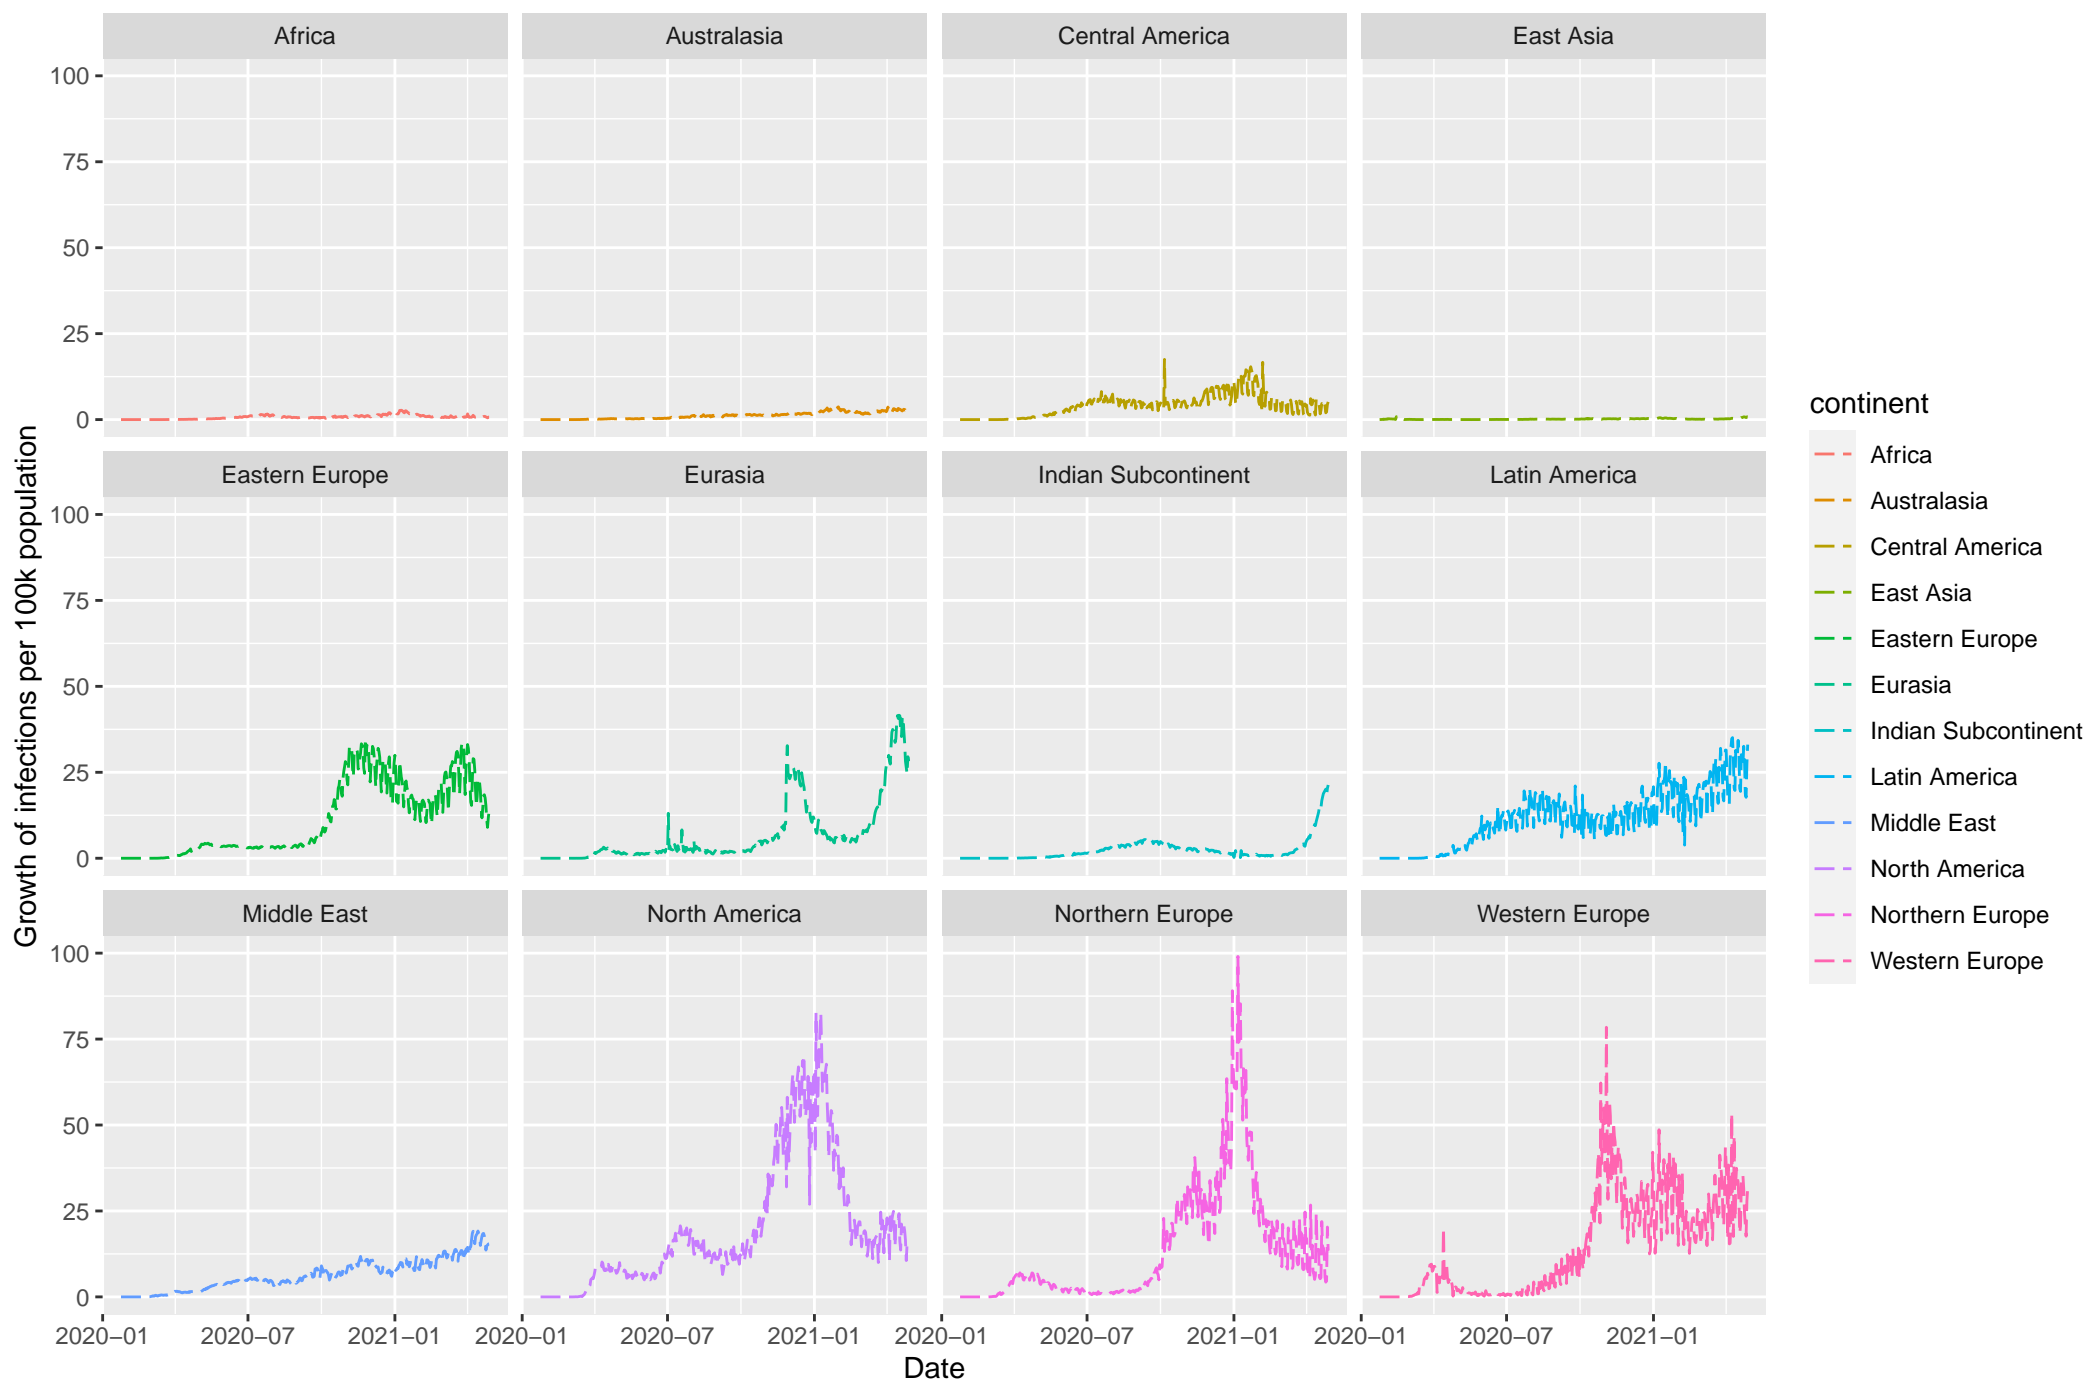 Africa
Australasia
Central America
East Asia
100
75
50
25
0
Eastern Europe
Eurasia
Indian Subcontinent
Latin America
100
75
50
25
0
Middle East
North America
Northern Europe
Western Europe
100
75
50
25
0
2020−01
2020−07
2021−01
2020−01
2020−07
2021−01
2020−01
2020−07
2021−01
2020−01
2020−07
2021−01
Date
Growth of infections per 100k population
continent
Africa
Australasia
Central America
East Asia
Eastern Europe
Eurasia
Indian Subcontinent
Latin America
Middle East
North America
Northern Europe
Western Europe